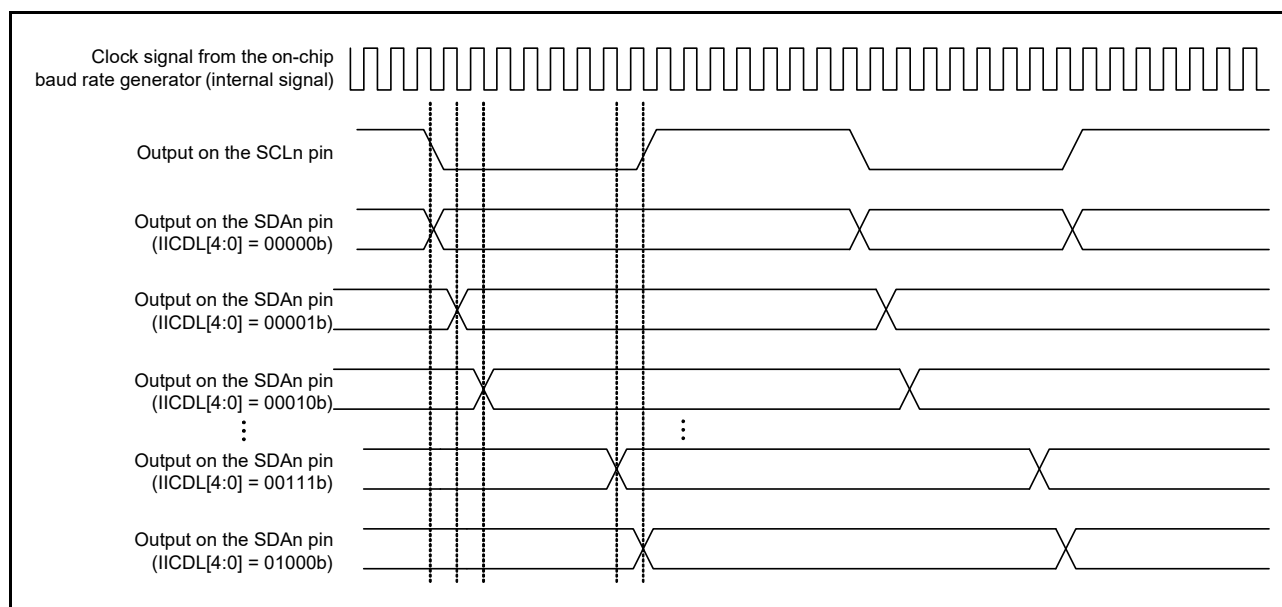 Clock signal from the on-chip
baud rate generator (internal signal)
Output on the SCLn pin
Output on the SDAn pin
(IICDL[4:0] = 00000b)
Output on the SDAn pin
(IICDL[4:0] = 00001b)
Output on the SDAn pin
(IICDL[4:0] = 00010b)
Output on the SDAn pin
(IICDL[4:0] = 00111b)
Output on the SDAn pin
(IICDL[4:0] = 01000b)